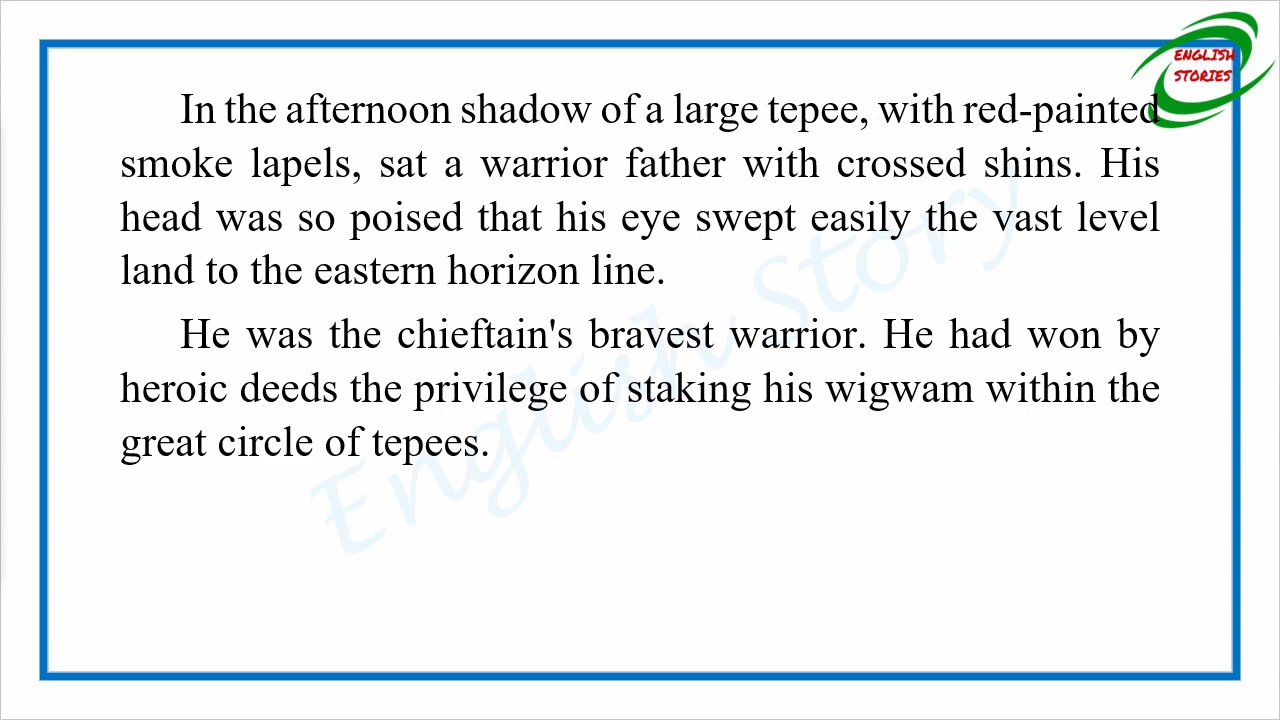 ENGLISH
STORIES
In the afternoon shadow of a large tepee, with red-painted
smoke lapels, sat a warrior father with crossed shins. His
head was so poised that his eye swept easily the vast level
land to the eastern horizon line.
He was the chieftain's bravest warrior. He had won by
heroic deeds the privilege of staking his wigwam within the
great circle of tepees.
English Story